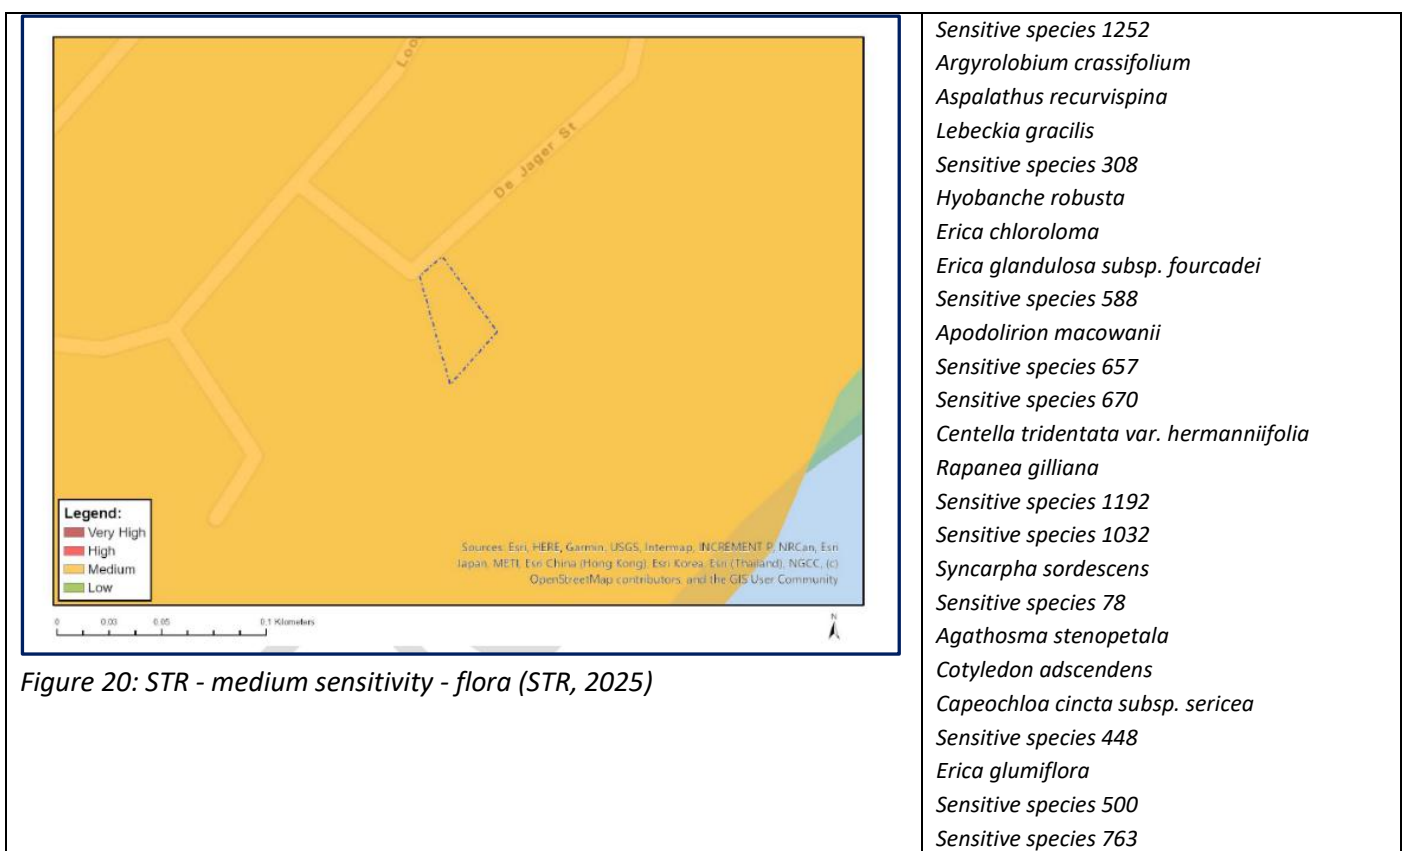 Loo
De Jager St
Legend:
Very High
High
Medium
Low
Sources: Esri, HERE, Garmin, USGS, Intermap, INCREMENT P, NRCan, Esri
Japan, METI, Esri China (Hong Kong), Esri Korea, Esri (Thailand), NGCC, (c)
OpenStreetMap contributors, and the GIS User Community
0 0.03 0.05 0.1 Kilometers
N
Figure 20: STR - medium sensitivity - flora (STR, 2025)
Sensitive species 1252
Argyrolobium crassifolium
Aspalathus recurvispina
Lebeckia gracilis
Sensitive species 308
Hyobanche robusta
Erica chloroloma
Erica glandulosa subsp. fourcadei
Sensitive species 588
Apodolirion macowanii
Sensitive species 657
Sensitive species 670
Centella tridentata var. hermanniifolia
Rapanea gilliana
Sensitive species 1192
Sensitive species 1032
Syncarpha sordescens
Sensitive species 78
Agathosma stenopetala
Cotyledon adscendens
Capeochloa cincta subsp. sericea
Sensitive species 448
Erica glumiflora
Sensitive species 500
Sensitive species 763